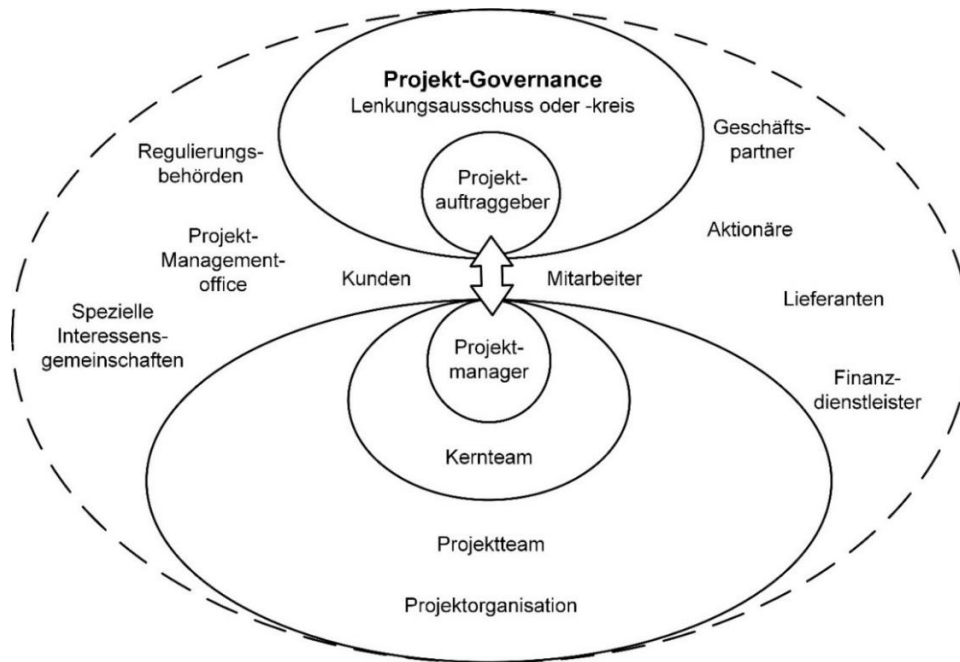 Projekt-Governance
Lenkungsausschuss oder -kreis
Projekt-
auftraggeber
Regulierungs-
behörden
Geschäfts-
partner
Projekt-
Management-
office
Aktionäre
Kunden
Mitarbeiter
Spezielle
Interessens-
gemeinschaften
Lieferanten
Projekt-
manager
Finanz-
dienstleister
Kernteam
Projektteam
Projektorganisation